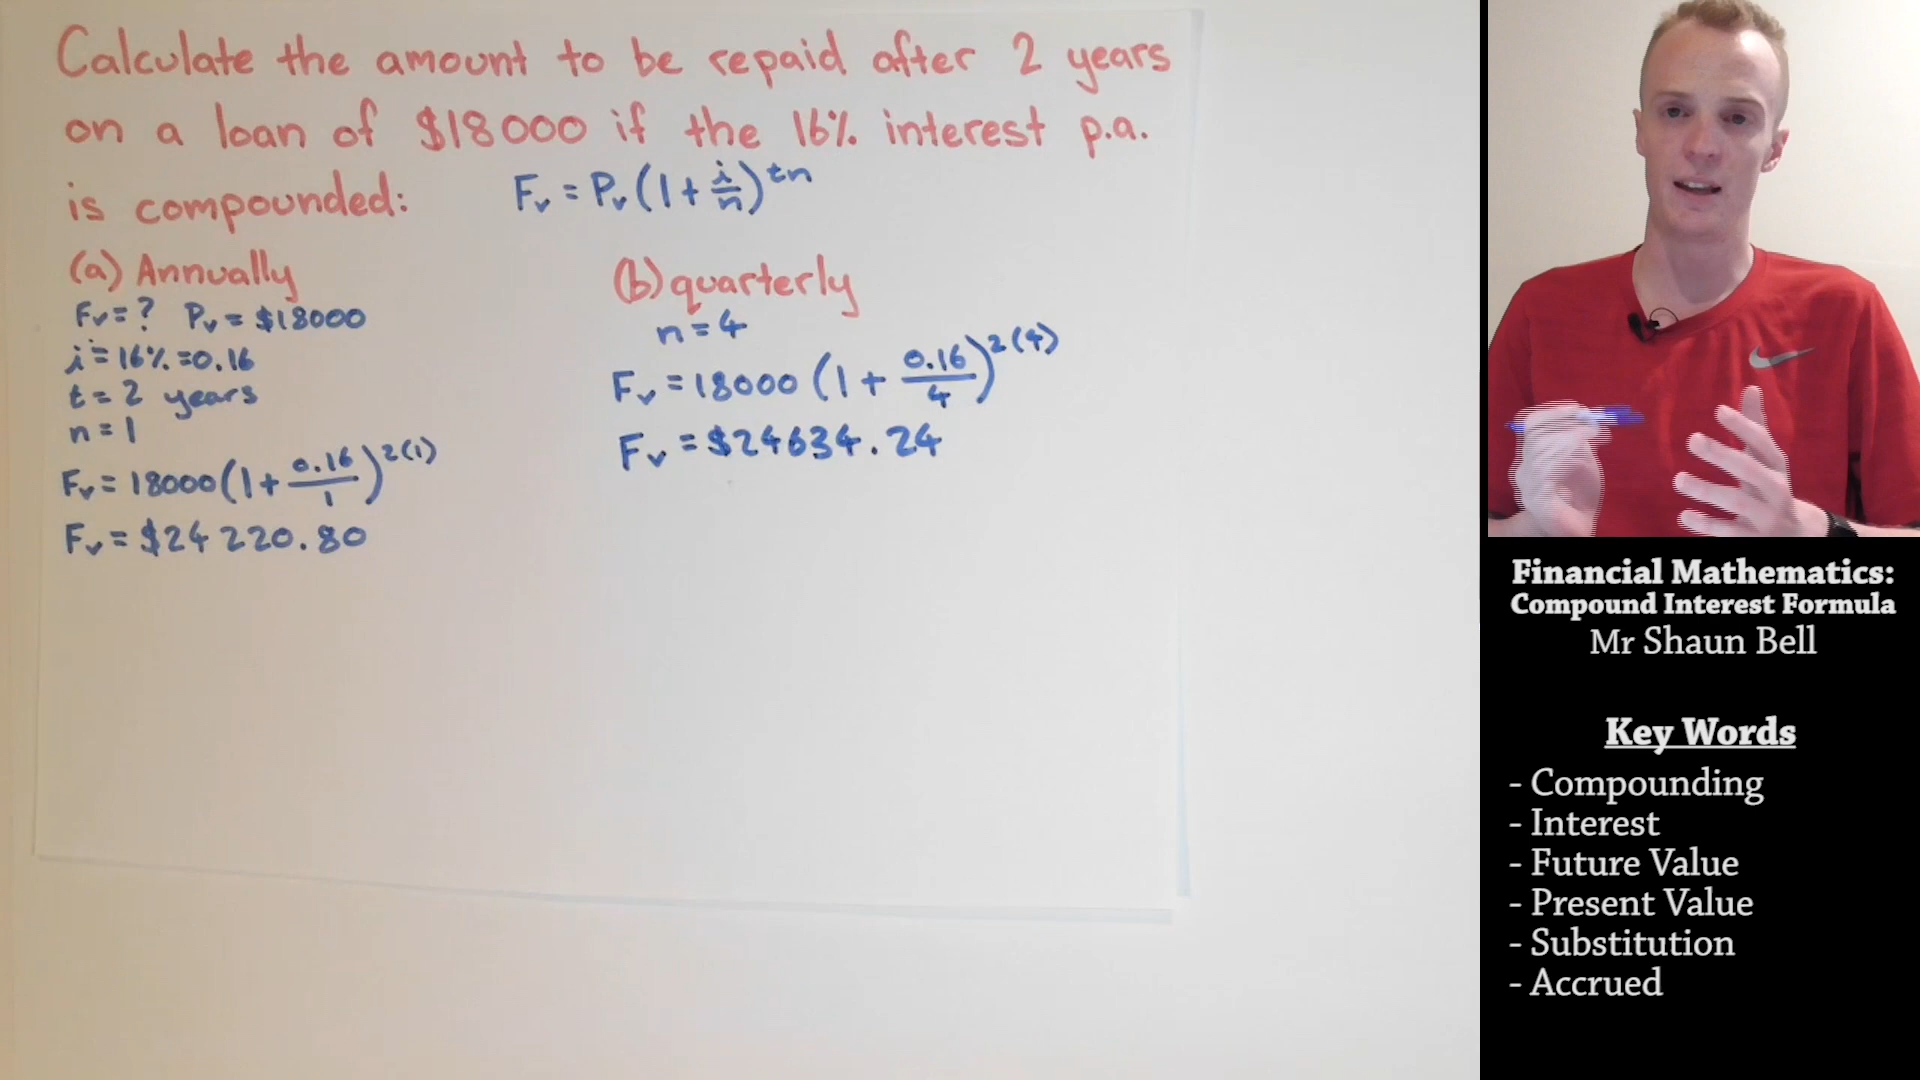 Calculate the amount to be repaid after 2 years
on a loan of $18000 if the 16% interest p.a.
is compounded:
Fv = Pv(1+i/n)^tn
(a) Annually
Fv=? Pv = $18000
i = 16% = 0.16
t = 2 years
n = 1
Fv = 18000(1+0.16/1)^2(1)
Fv = $24 220.80
(b) quarterly
n = 4
Fv = 18000 (1 + 0.16/4)^2(4)
Fv = $24634.24
Financial Mathematics:
Compound Interest Formula
Mr Shaun Bell
Key Words
- Compounding
- Interest
- Future Value
- Present Value
- Substitution
- Accrued